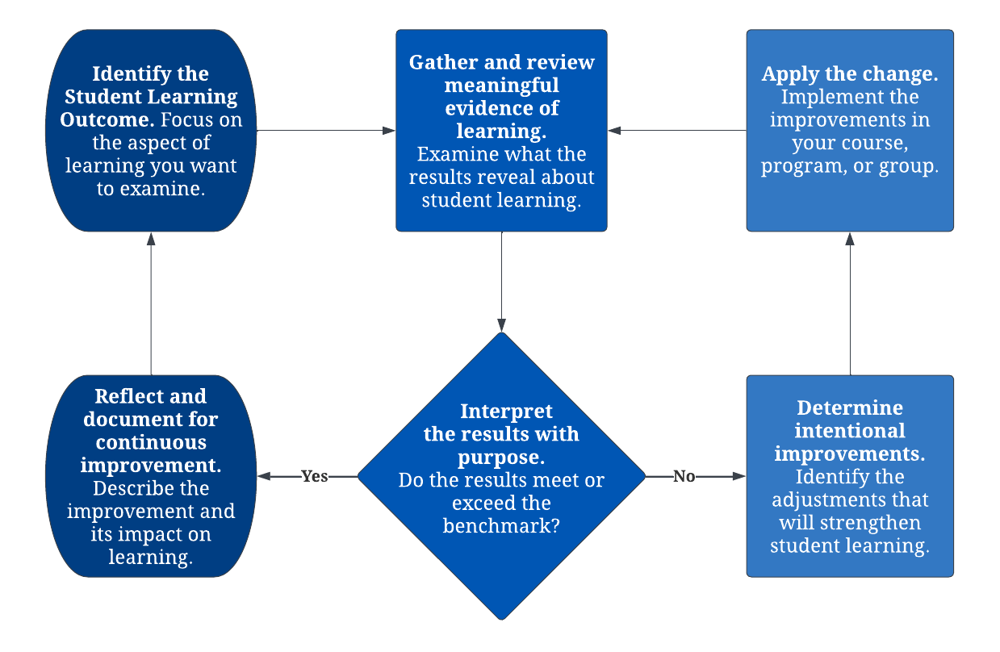 Identify the
Student Learning
Outcome. Focus on
the aspect of
learning you want
to examine.
Gather and review
meaningful
evidence of
learning.
Examine what the
results reveal about
student learning.
Apply the change.
Implement the
improvements in
your course,
program, or group.
Reflect and
document for
continuous
improvement.
Describe the
improvement and
its impact on
learning.
Yes
Interpret
the results with
purpose.
Do the results meet or
exceed the
benchmark?
No
Determine
intentional
improvements.
Identify the
adjustments that
will strengthen
student learning.